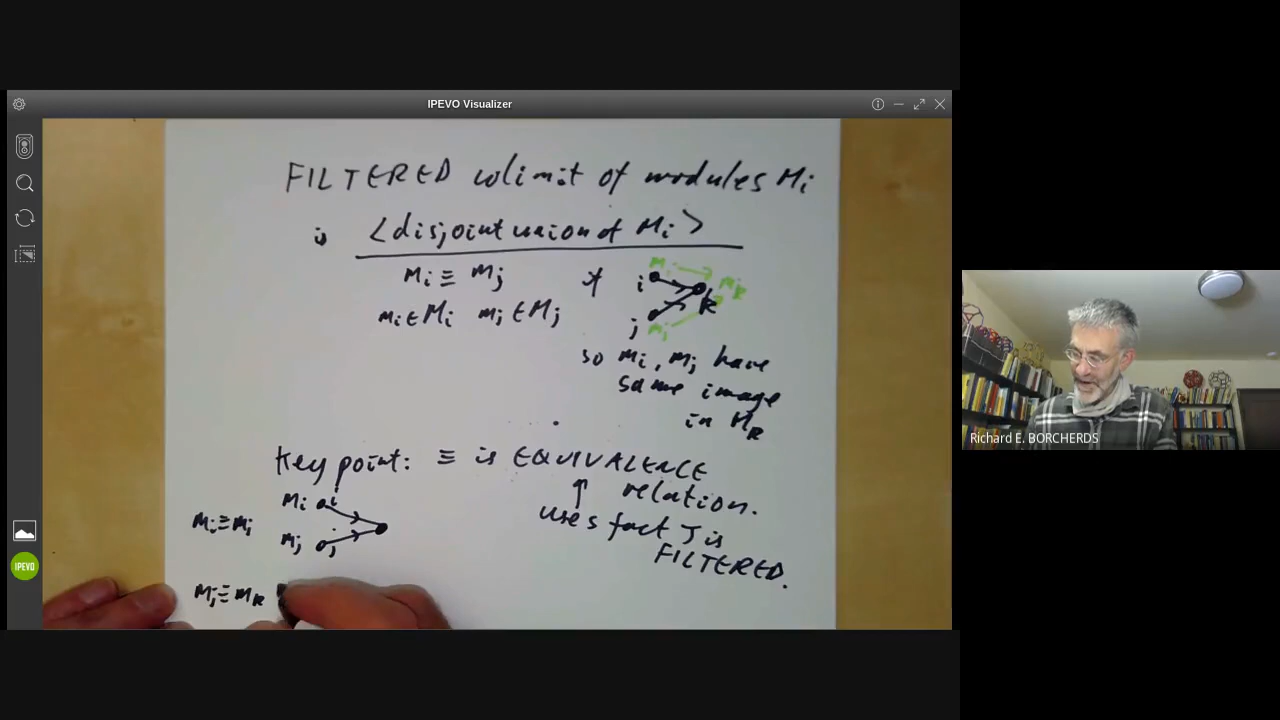 IPEVO Visualizer
FILTERED colimit of modules Mi
is <disjoint union of Mi>
mi ≡ mj if i j k mi mj mk
mi ∈ Mi mj ∈ Mj
so mi, mj have
same image
in Mk
Key point: ≡ is EQUIVALENCE
relation.
uses fact J is
FILTERED.
mi i
mj j
mj ≡ mk
IPEVO
Richard E. BORCHERDS